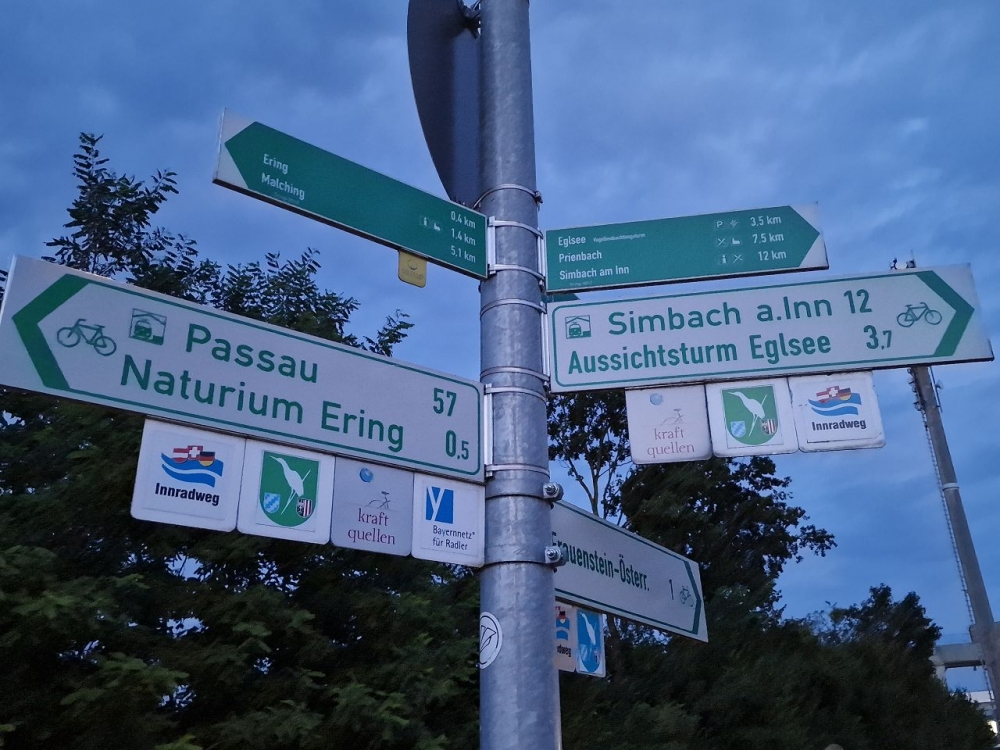 Ering
Malching
0.4 km
1.4 km
5.1 km
Eglsee
3.5 km
Prienbach
7.5 km
Simbach am Inn
12 km
P
Passau 57
Naturium Ering 0,5
Innradweg
kraft
quellen
Bayernnetz
für Radler
Simbach a.Inn 12
Aussichtsturm Eglsee 3,7
kraft
quellen
Innradweg
Frauenstein-Österr. 1